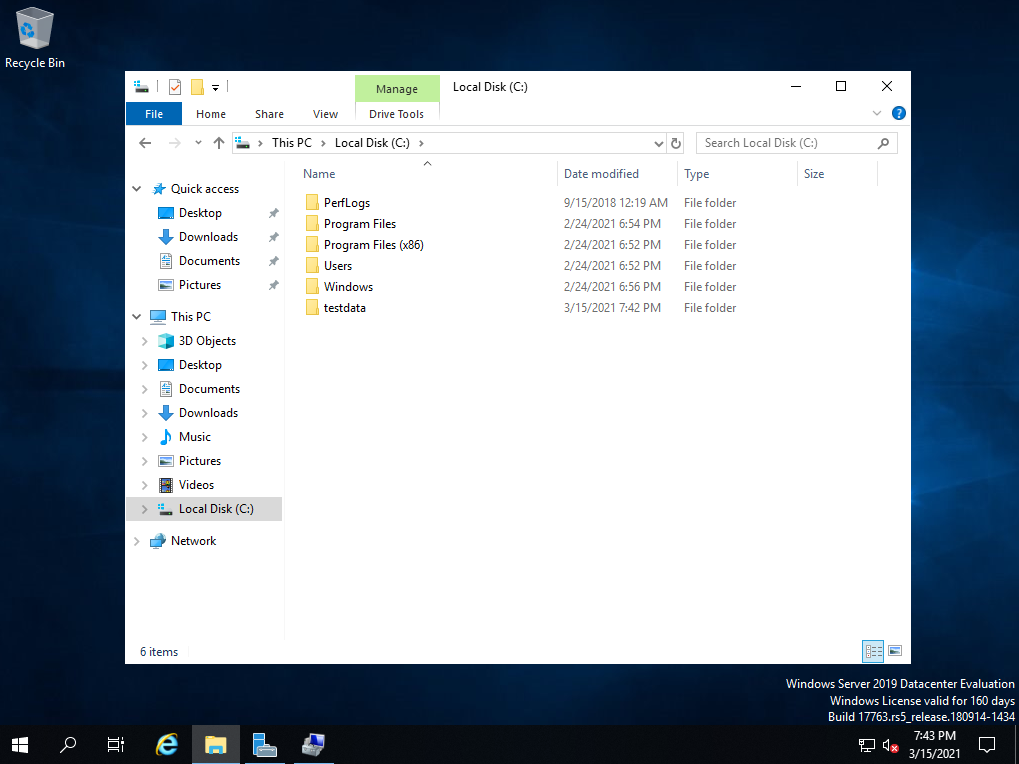 Recycle Bin
Manage
Local Disk (C:)
File
Home
Share
View
Drive Tools
This PC
Local Disk (C:)
Search Local Disk (C:)
Name
Date modified
Type
Size
Quick access
Desktop
Downloads
Documents
Pictures
This PC
3D Objects
Desktop
Documents
Downloads
Music
Pictures
Videos
Local Disk (C:)
Network
PerfLogs 9/15/2018 12:19 AM File folder
Program Files 2/24/2021 6:54 PM File folder
Program Files (x86) 2/24/2021 6:52 PM File folder
Users 2/24/2021 6:52 PM File folder
Windows 2/24/2021 6:56 PM File folder
testdata 3/15/2021 7:42 PM File folder
6 items
Windows Server 2019 Datacenter Evaluation
Windows License valid for 160 days
Build 17763.rs5_release.180914-1434
7:43 PM
3/15/2021